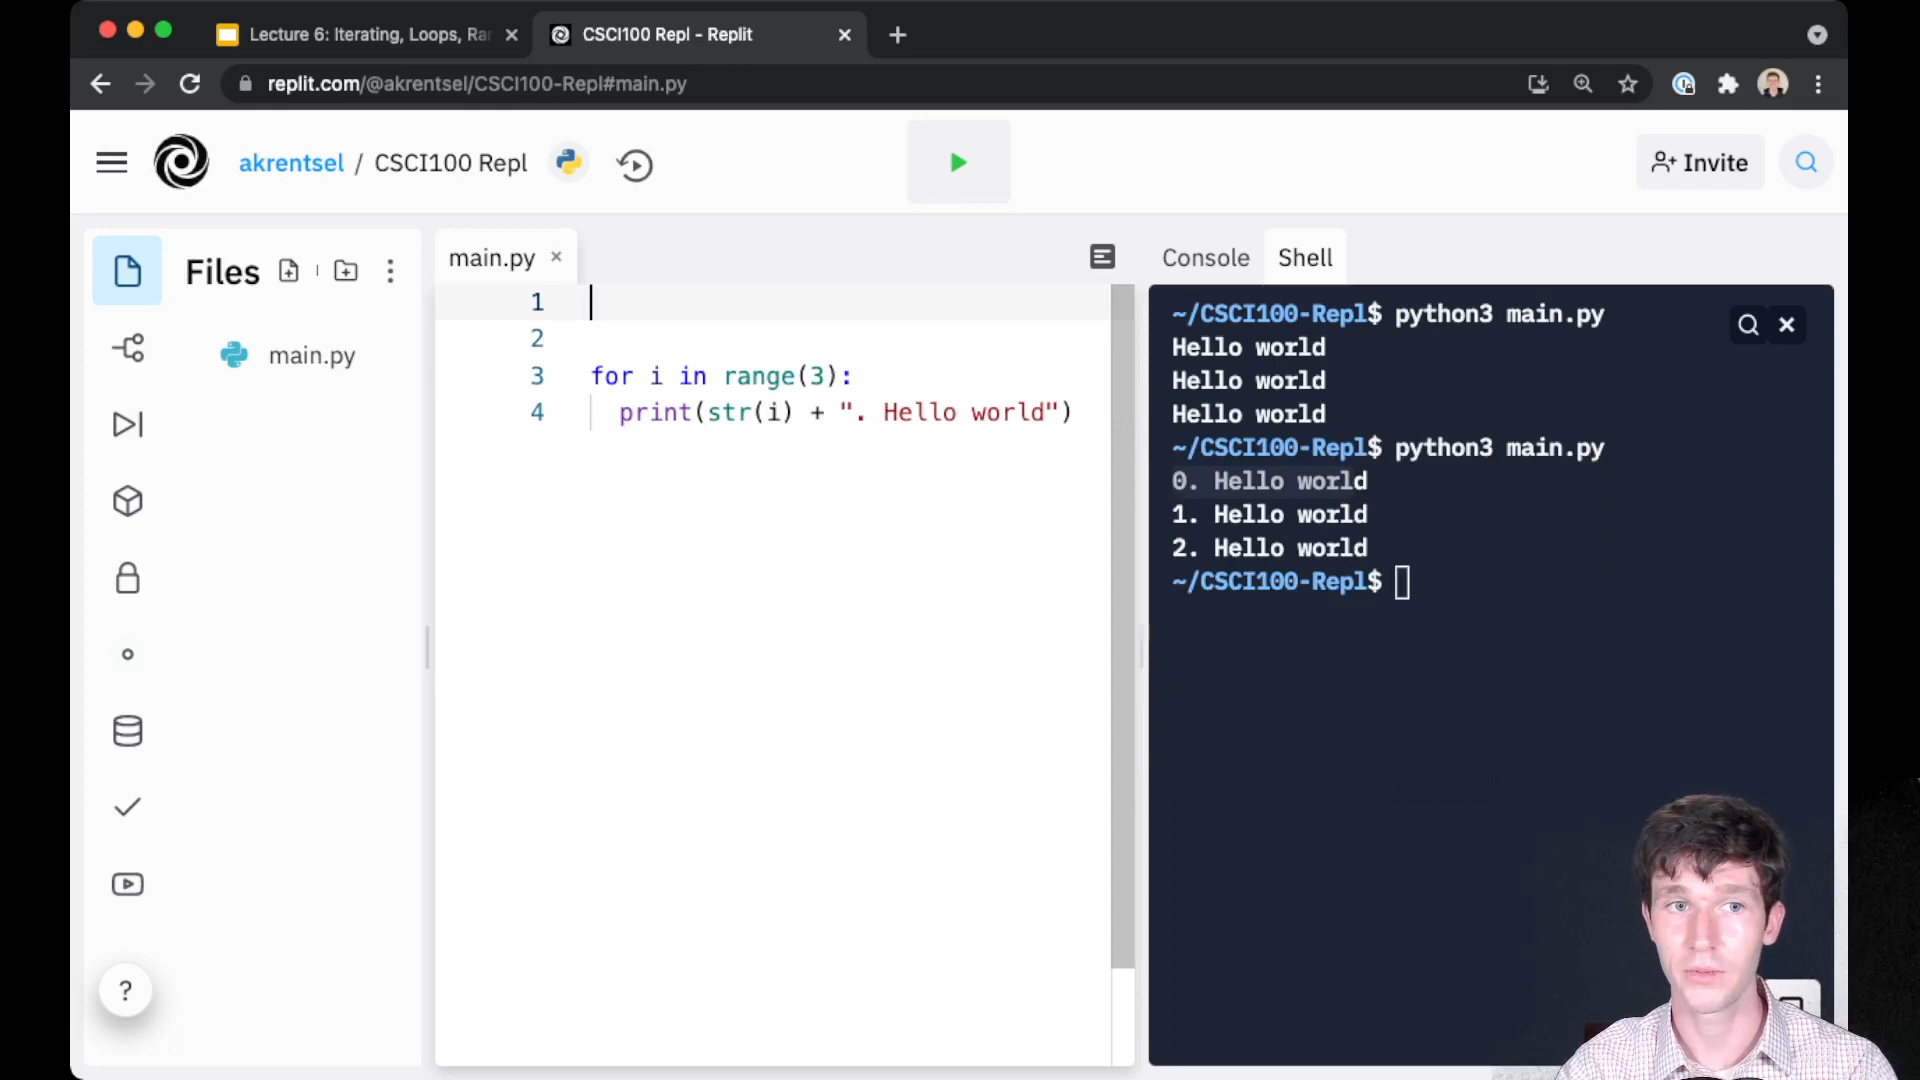 Lecture 6: Iterating, Loops, Rar
CSCI100 Repl - Replit
replit.com/@akrentsel/CSCI100-Repl#main.py
akrentsel / CSCI100 Repl
Invite
Files
main.py
main.py
1
2
3 for i in range(3):
4 print(str(i) + ". Hello world")
Console Shell
~/CSCI100-Repl$ python3 main.py
Hello world
Hello world
Hello world
~/CSCI100-Repl$ python3 main.py
0. Hello world
1. Hello world
2. Hello world
~/CSCI100-Repl$
?